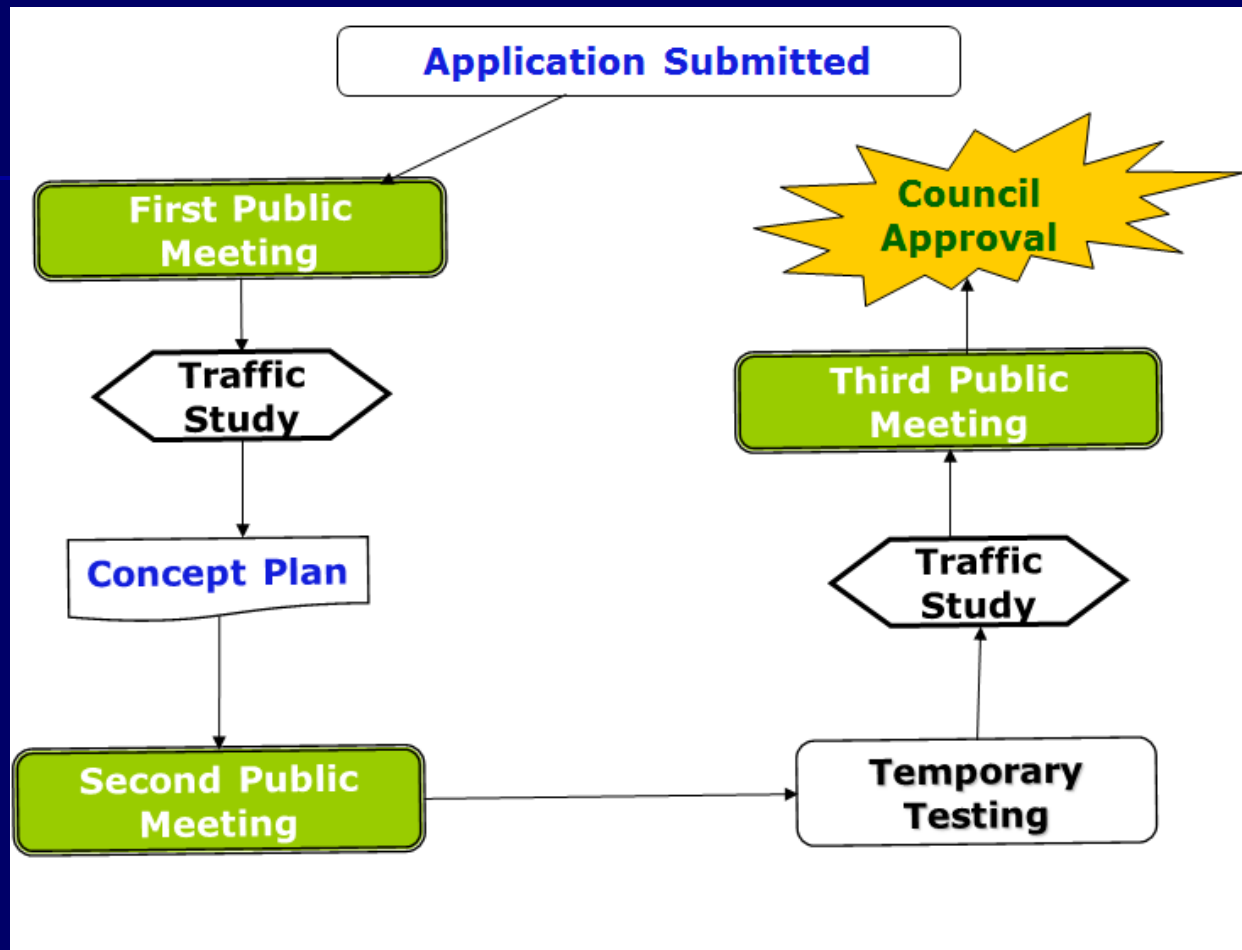 Application Submitted
First Public
Meeting
Traffic
Study
Concept Plan
Second Public
Meeting
Temporary
Testing
Traffic
Study
Third Public
Meeting
Council
Approval